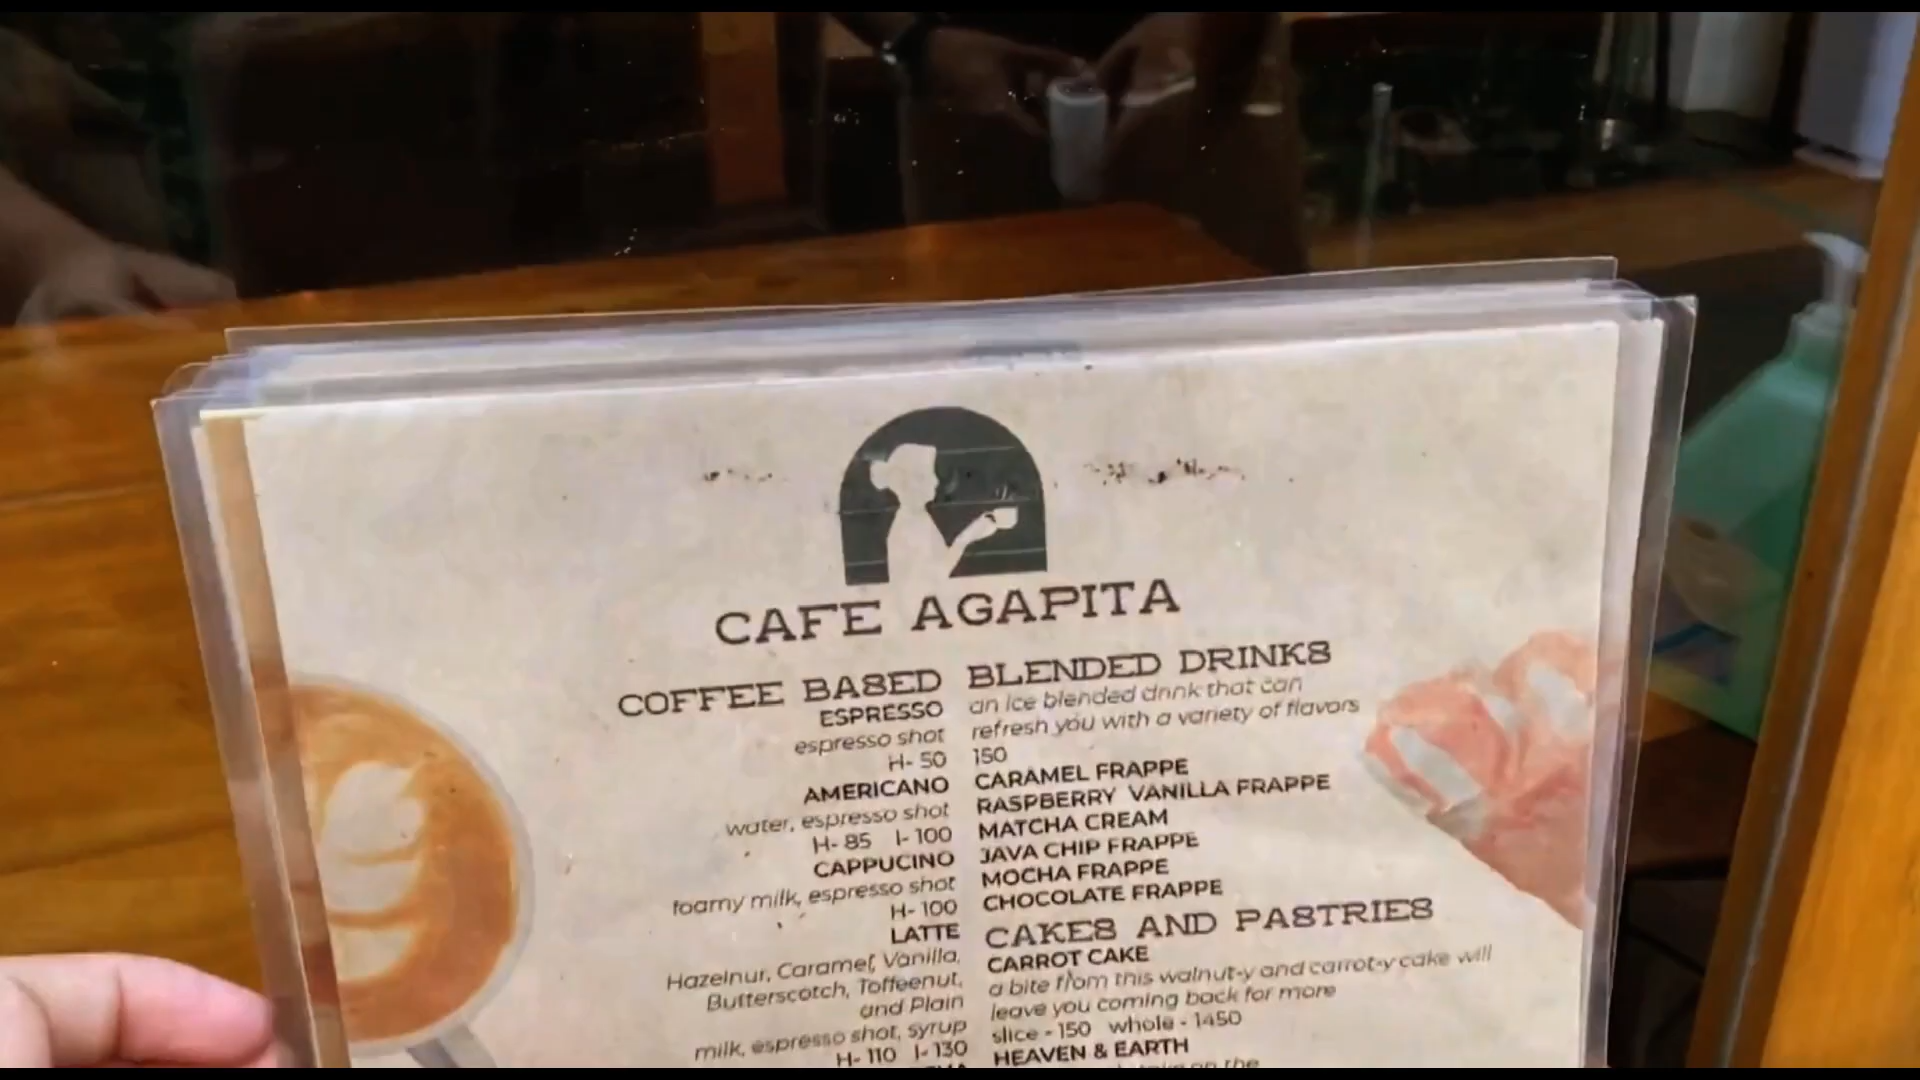 CAFE AGAPITA
COFFEE BASED
ESPRESSO
espresso shot
H- 50
AMERICANO
water, espresso shot
H- 85 I- 100
CAPPUCINO
foamy milk, espresso shot
H- 100
LATTE
Hazelnur, Caramel, Vanilla,
Butterscotch, Toffeenut,
and Plain
milk, espresso shot, syrup
H- 110 I- 130
BLENDED DRINKS
an ice blended drink that can
refresh you with a variety of flavors
150
CARAMEL FRAPPE
RASPBERRY VANILLA FRAPPE
MATCHA CREAM
JAVA CHIP FRAPPE
MOCHA FRAPPE
CHOCOLATE FRAPPE
CAKES AND PASTRIES
CARROT CAKE
a bite from this walnut-y and carrot-y cake will
leave you coming back for more
slice - 150 whole - 1450
HEAVEN & EARTH
on the